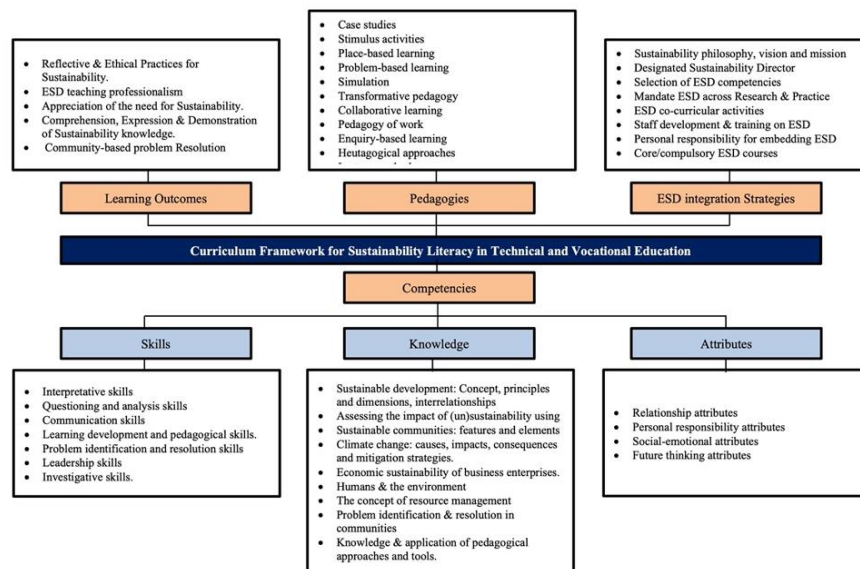 • Reflective & Ethical Practices for
Sustainability.
• ESD teaching professionalism
• Appreciation of the need for Sustainability.
• Comprehension, Expression & Demonstration
of Sustainability knowledge.
• Community-based problem Resolution
Learning Outcomes
• Case studies
• Stimulus activities
• Place-based learning
• Problem-based learning
• Simulation
• Transformative pedagogy
• Collaborative learning
• Pedagogy of work
• Enquiry-based learning
• Heutagogical approaches
Pedagogies
• Sustainability philosophy, vision and mission
• Designated Sustainability Director
• Selection of ESD competencies
• Mandate ESD across Research & Practice
• ESD co-curricular activities
• Staff development & training on ESD
• Personal responsibility for embedding ESD
• Core/compulsory ESD courses
ESD integration Strategies
Curriculum Framework for Sustainability Literacy in Technical and Vocational Education
Competencies
Skills
• Interpretative skills
• Questioning and analysis skills
• Communication skills
• Learning development and pedagogical skills.
• Problem identification and resolution skills
• Leadership skills
• Investigative skills.
Knowledge
• Sustainable development: Concept, principles
and dimensions, interrelationships
• Assessing the impact of (un)sustainability using
• Sustainable communities: features and elements
• Climate change: causes, impacts, consequences
and mitigation strategies.
• Economic sustainability of business enterprises.
• Humans & the environment
• The concept of resource management
• Problem identification & resolution in
communities
• Knowledge & application of pedagogical
approaches and tools.
Attributes
• Relationship attributes
• Personal responsibility attributes
• Social-emotional attributes
• Future thinking attributes